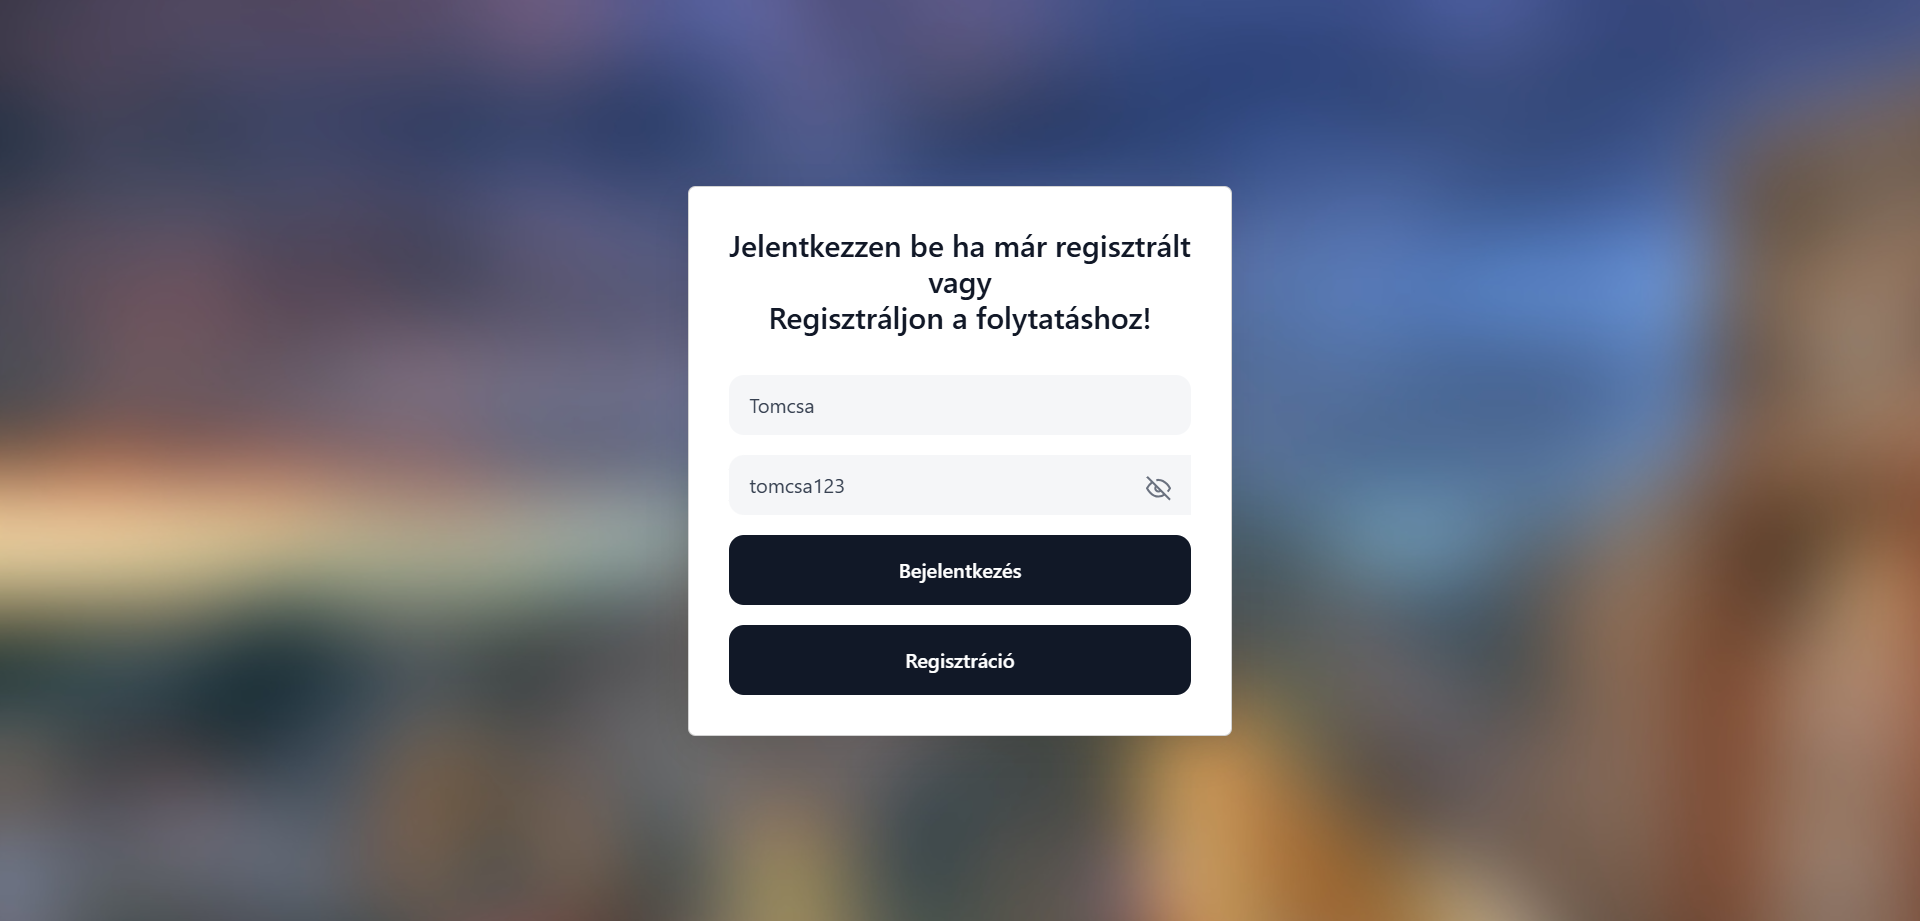 Jelentkezzen be ha már regisztrált
vagy
Regisztráljon a folytatáshoz!
Tomcsa
tomcsa123
Bejelentkezés
Regisztráció